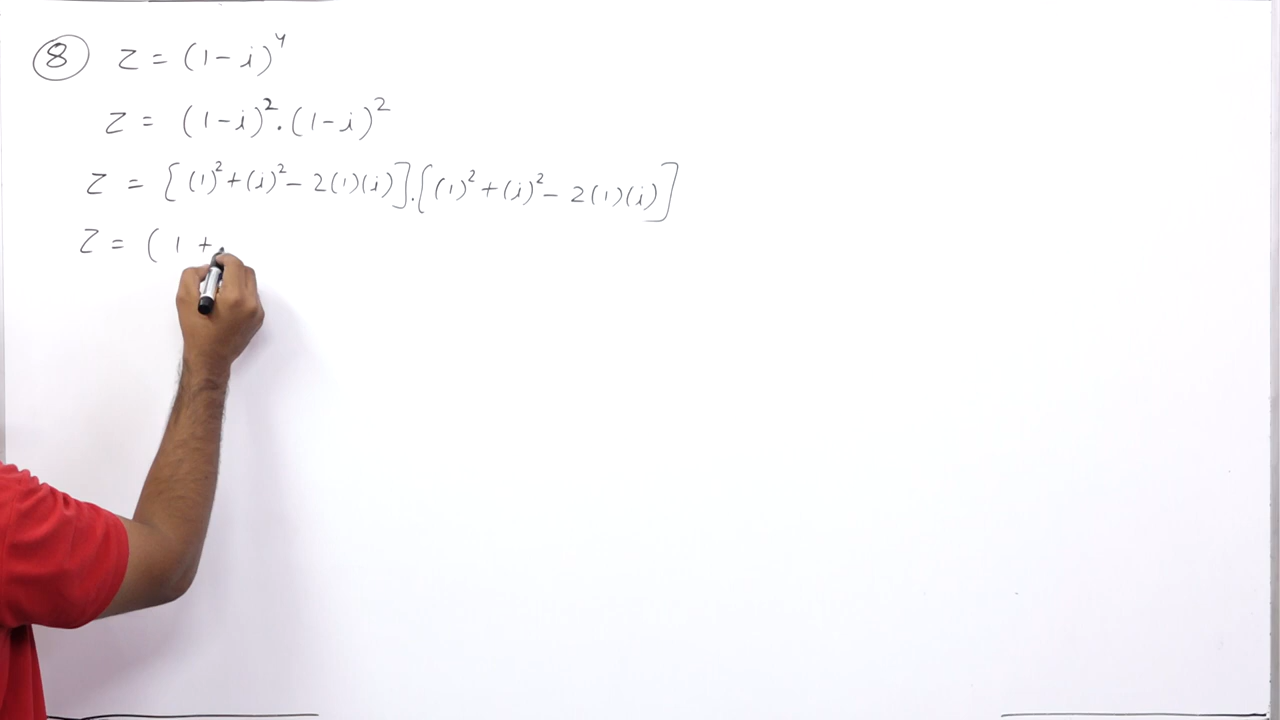 8 z = (1 - i)⁴
z = (1-i)² . (1-i)²
z = [(1)² + (i)² - 2(1)(i)].[(1)² + (i)² - 2(1)(i)]
z = ( 1 +